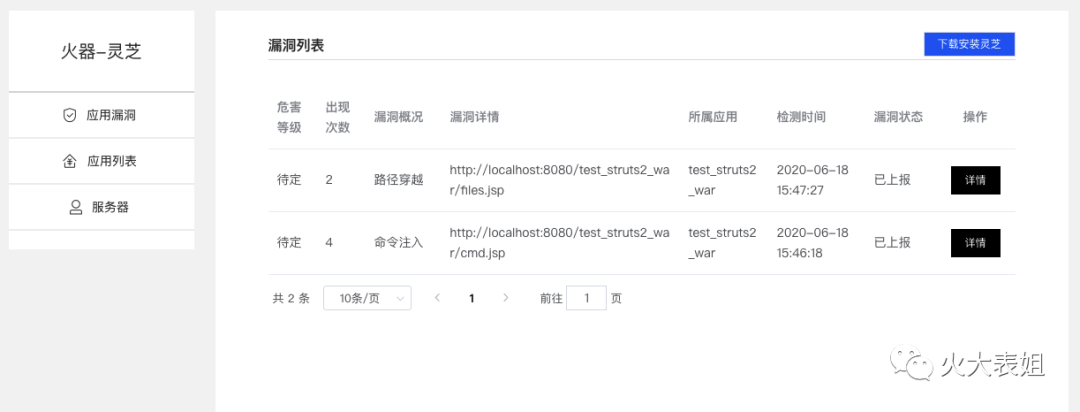 火器-灵芝
应用漏洞
应用列表
服务器
漏洞列表
下载安装灵芝
危害 出现
等级 次数 漏洞概况 漏洞详情 所属应用 检测时间 漏洞状态 操作
http://localhost:8080/test_struts2_wa test_struts2 2020-06-18
待定 2 路径穿越 r/files.jsp _war 15:47:27 已上报 详情
http://localhost:8080/test_struts2_wa test_struts2 2020-06-18
待定 4 命令注入 r/cmd.jsp _war 15:46:18 已上报 详情
共 2 条 10条/页 1 前往 1 页
火大表姐